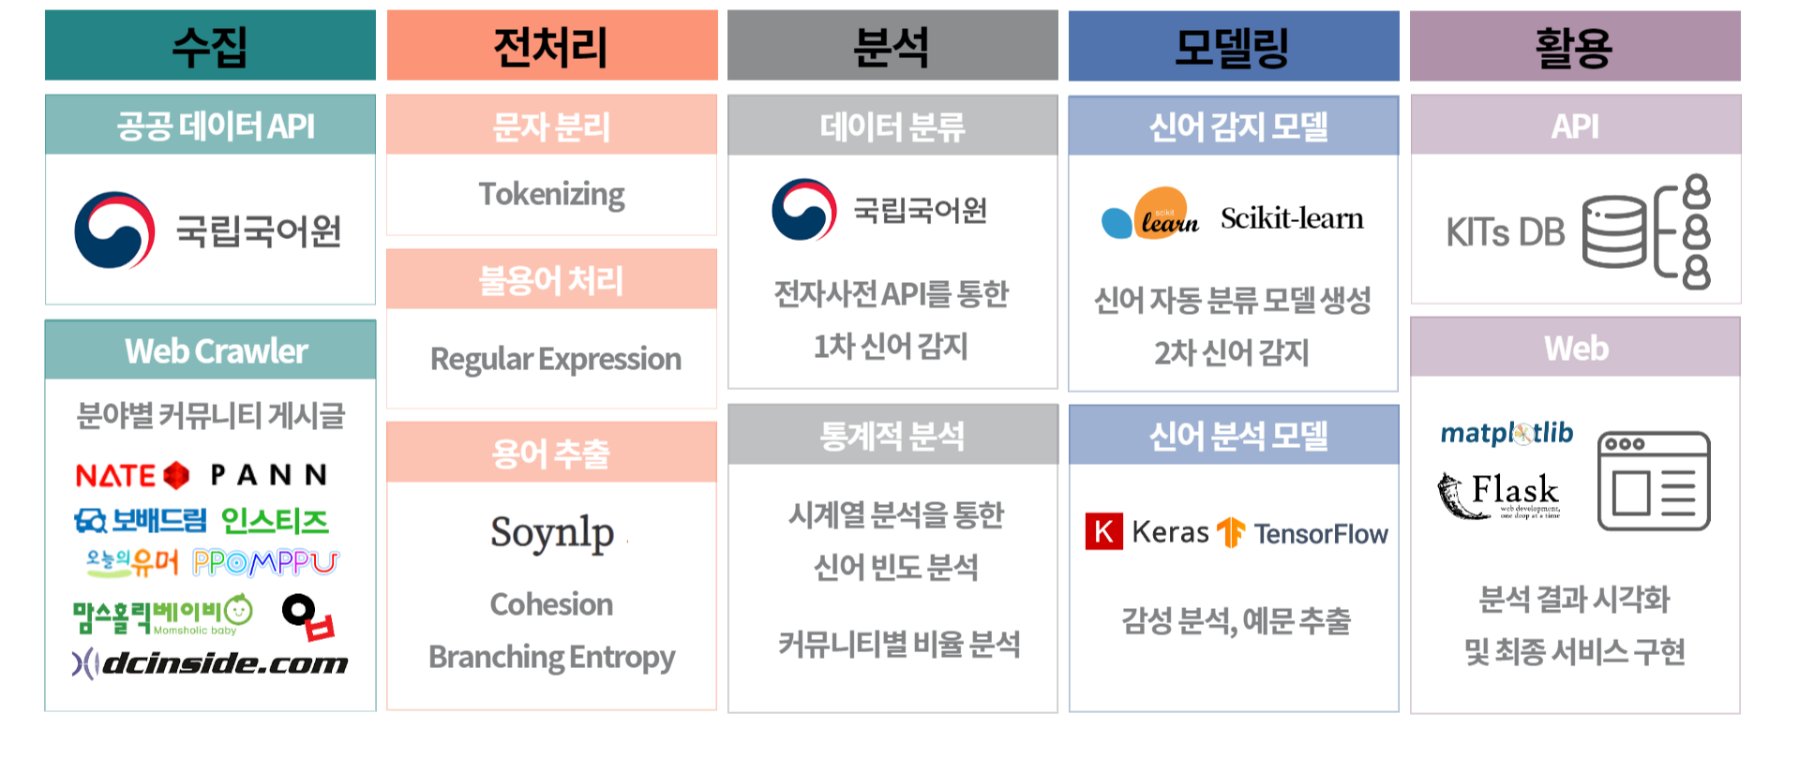 수집
공공 데이터 API
국립국어원
Web Crawler
분야별 커뮤니티 게시글
NATE PANN
보배드림 인스티즈
오늘의유머 PPOMPPU
맘스홀릭베이비
Momsholic baby
dcinside.com
전처리
문자 분리
Tokenizing
불용어 처리
Regular Expression
용어 추출
Soynlp
Cohesion
Branching Entropy
분석
데이터 분류
국립국어원
전자사전 API를 통한
1차 신어 감지
통계적 분석
시계열 분석을 통한
신어 빈도 분석
커뮤니티별 비율 분석
모델링
신어 감지 모델
scikit
learn Scikit-learn
신어 자동 분류 모델 생성
2차 신어 감지
신어 분석 모델
K Keras TensorFlow
감성 분석, 예문 추출
활용
API
KITs DB
Web
matplotlib
Flask
web development,
one drop at a time
분석 결과 시각화
및 최종 서비스 구현